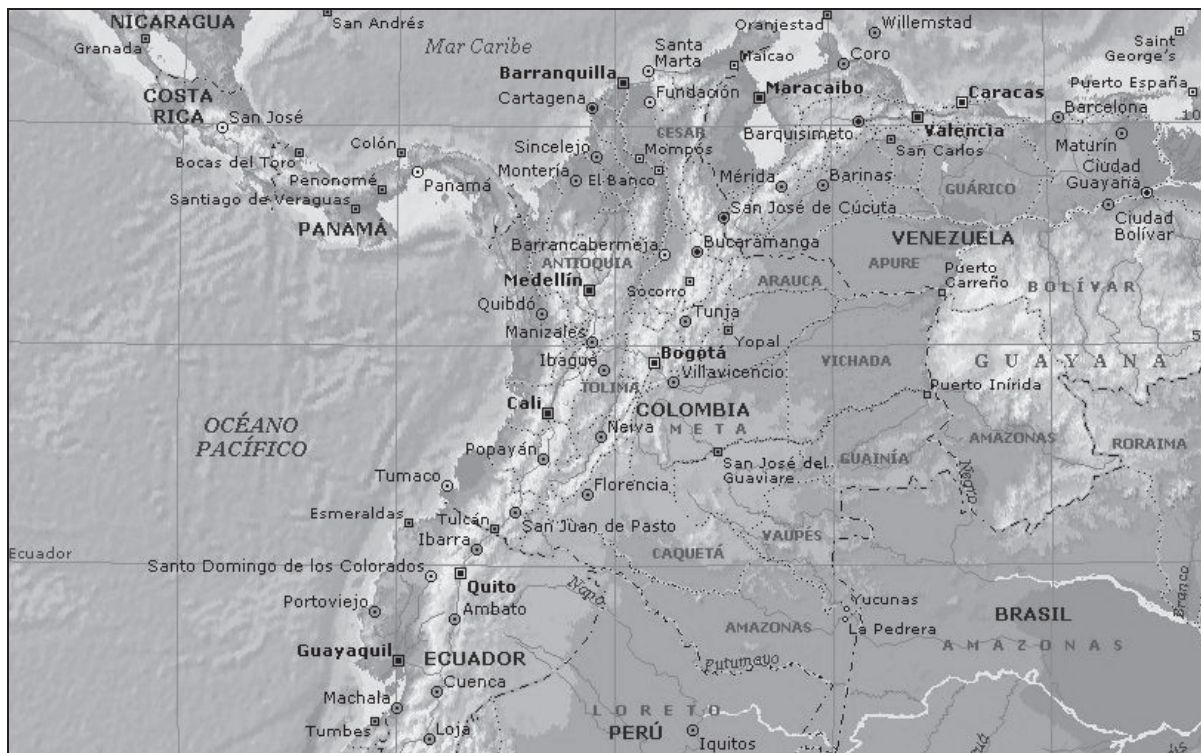 NICARAGUA
San Andrés
Granada
Mar Caribe
Oranjestad
Willemstad
Santa
Marta
Maicao
Coro
Saint
George's
COSTA
RICA
Barranquilla
Cartagena
Fundación
Maracaibo
Caracas
Puerto España
Barcelona
10
San José
Colón
CESAR
Barquisimeto
Valencia
Bocas del Toro
Sincelejo
Mompós
San Carlos
Maturín
Penonomé
Panamá
Montería
El Banco
Mérida
Barinas
GUÁRICO
Ciudad
Guayana
Santiago de Veraguas
PANAMÁ
San José de Cúcuta
Ciudad
Bolívar
Barrancabermeja
Bucaramanga
VENEZUELA
ANTIOQUIA
ARAUCA
APURE
Puerto
Carreño
BOLÍVAR
Medellín
Socorro
Quibdó
Tunja
Manizales
Yopal
5
Ibagué
Bogotá
VICHADA
GUAYANA
TOLIMA
Villavicencio
Puerto Inírida
Cali
COLOMBIA
OCÉANO
PACÍFICO
Neiva
META
AMAZONAS
RORAIMA
Popayán
San José del
Guaviare
GUAINÍA
Negro
Tumaco
Florencia
Esmeraldas
Tulcán
San Juan de Pasto
Ecuador
Ibarra
CAQUETÁ
VAUPÉS
Santo Domingo de los Colorados
Quito
Napo
Branco
Portoviejo
Ambato
Yucunas
BRASIL
AMAZONAS
La Pedrera
AMAZONAS
Guayaquil
ECUADOR
Putumayo
Cuenca
Machala
LORETO
Tumbes
Loja
PERÚ
Iquitos